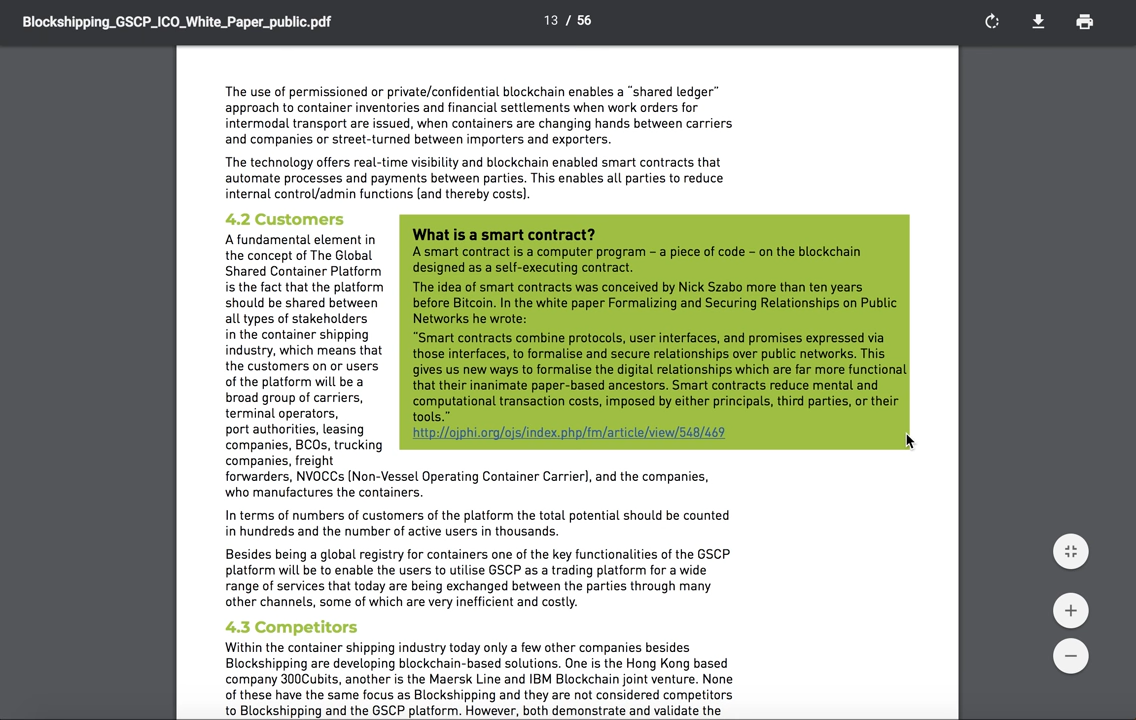 Blockshipping_GSCP_ICO_White_Paper_public.pdf
13 / 56
The use of permissioned or private/confidential blockchain enables a “shared ledger”
approach to container inventories and financial settlements when work orders for
intermodal transport are issued, when containers are changing hands between carriers
and companies or street-turned between importers and exporters.
The technology offers real-time visibility and blockchain enabled smart contracts that
automate processes and payments between parties. This enables all parties to reduce
internal control/admin functions (and thereby costs).
4.2 Customers
A fundamental element in
the concept of The Global
Shared Container Platform
is the fact that the platform
should be shared between
all types of stakeholders
in the container shipping
industry, which means that
the customers on or users
of the platform will be a
broad group of carriers,
terminal operators,
port authorities, leasing
companies, BCOs, trucking
companies, freight
forwarders, NVOCCs (Non-Vessel Operating Container Carrier), and the companies,
who manufactures the containers.
What is a smart contract?
A smart contract is a computer program – a piece of code – on the blockchain
designed as a self-executing contract.
The idea of smart contracts was conceived by Nick Szabo more than ten years
before Bitcoin. In the white paper Formalizing and Securing Relationships on Public
Networks he wrote:
“Smart contracts combine protocols, user interfaces, and promises expressed via
those interfaces, to formalise and secure relationships over public networks. This
gives us new ways to formalise the digital relationships which are far more functional
that their inanimate paper-based ancestors. Smart contracts reduce mental and
computational transaction costs, imposed by either principals, third parties, or their
tools.”
http://ojphi.org/ojs/index.php/fm/article/view/548/469
In terms of numbers of customers of the platform the total potential should be counted
in hundreds and the number of active users in thousands.
Besides being a global registry for containers one of the key functionalities of the GSCP
platform will be to enable the users to utilise GSCP as a trading platform for a wide
range of services that today are being exchanged between the parties through many
other channels, some of which are very inefficient and costly.
4.3 Competitors
Within the container shipping industry today only a few other companies besides
Blockshipping are developing blockchain-based solutions. One is the Hong Kong based
company 300Cubits, another is the Maersk Line and IBM Blockchain joint venture. None
of these have the same focus as Blockshipping and they are not considered competitors
to Blockshipping and the GSCP platform. However, both demonstrate and validate the